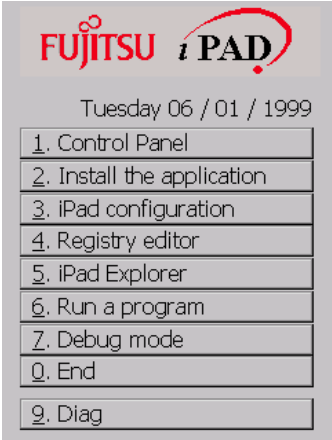 FUJITSU iPAD
Tuesday 06 / 01 / 1999
1. Control Panel
2. Install the application
3. iPad configuration
4. Registry editor
5. iPad Explorer
6. Run a program
7. Debug mode
0. End
9. Diag